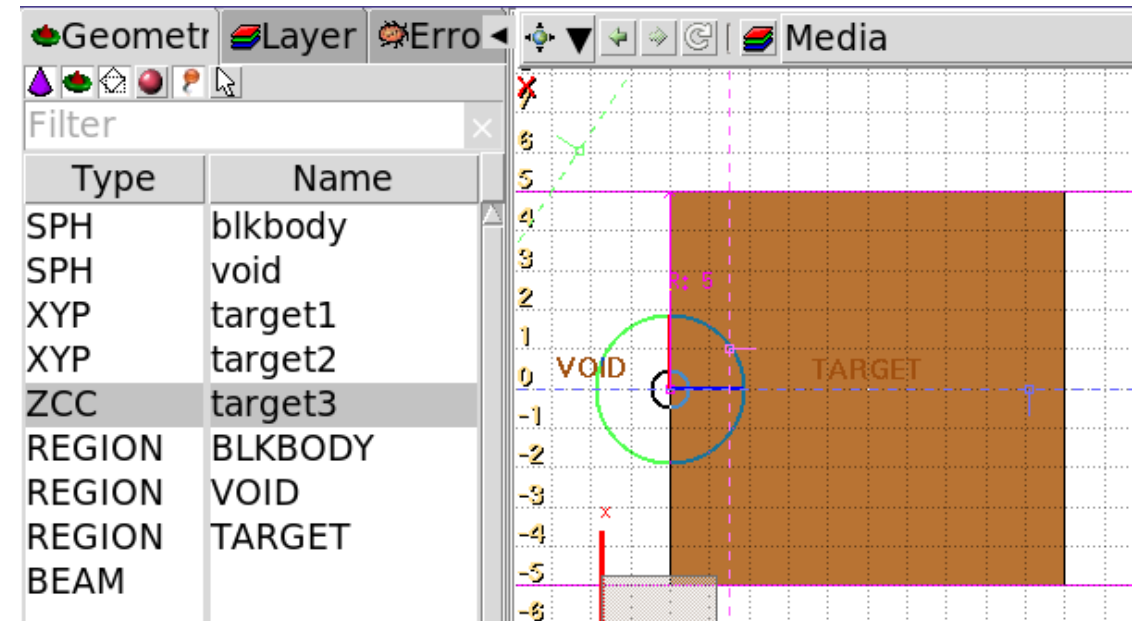 Geometr Layer Erro Media
Filter
Type Name
SPH blkbody
SPH void
XYP target1
XYP target2
ZCC target3
REGION BLKBODY
REGION VOID
REGION TARGET
BEAM
7
6
5
4
3
2
1
0
-1
-2
-3
-4
-5
-6
R: 5
VOID TARGET
x